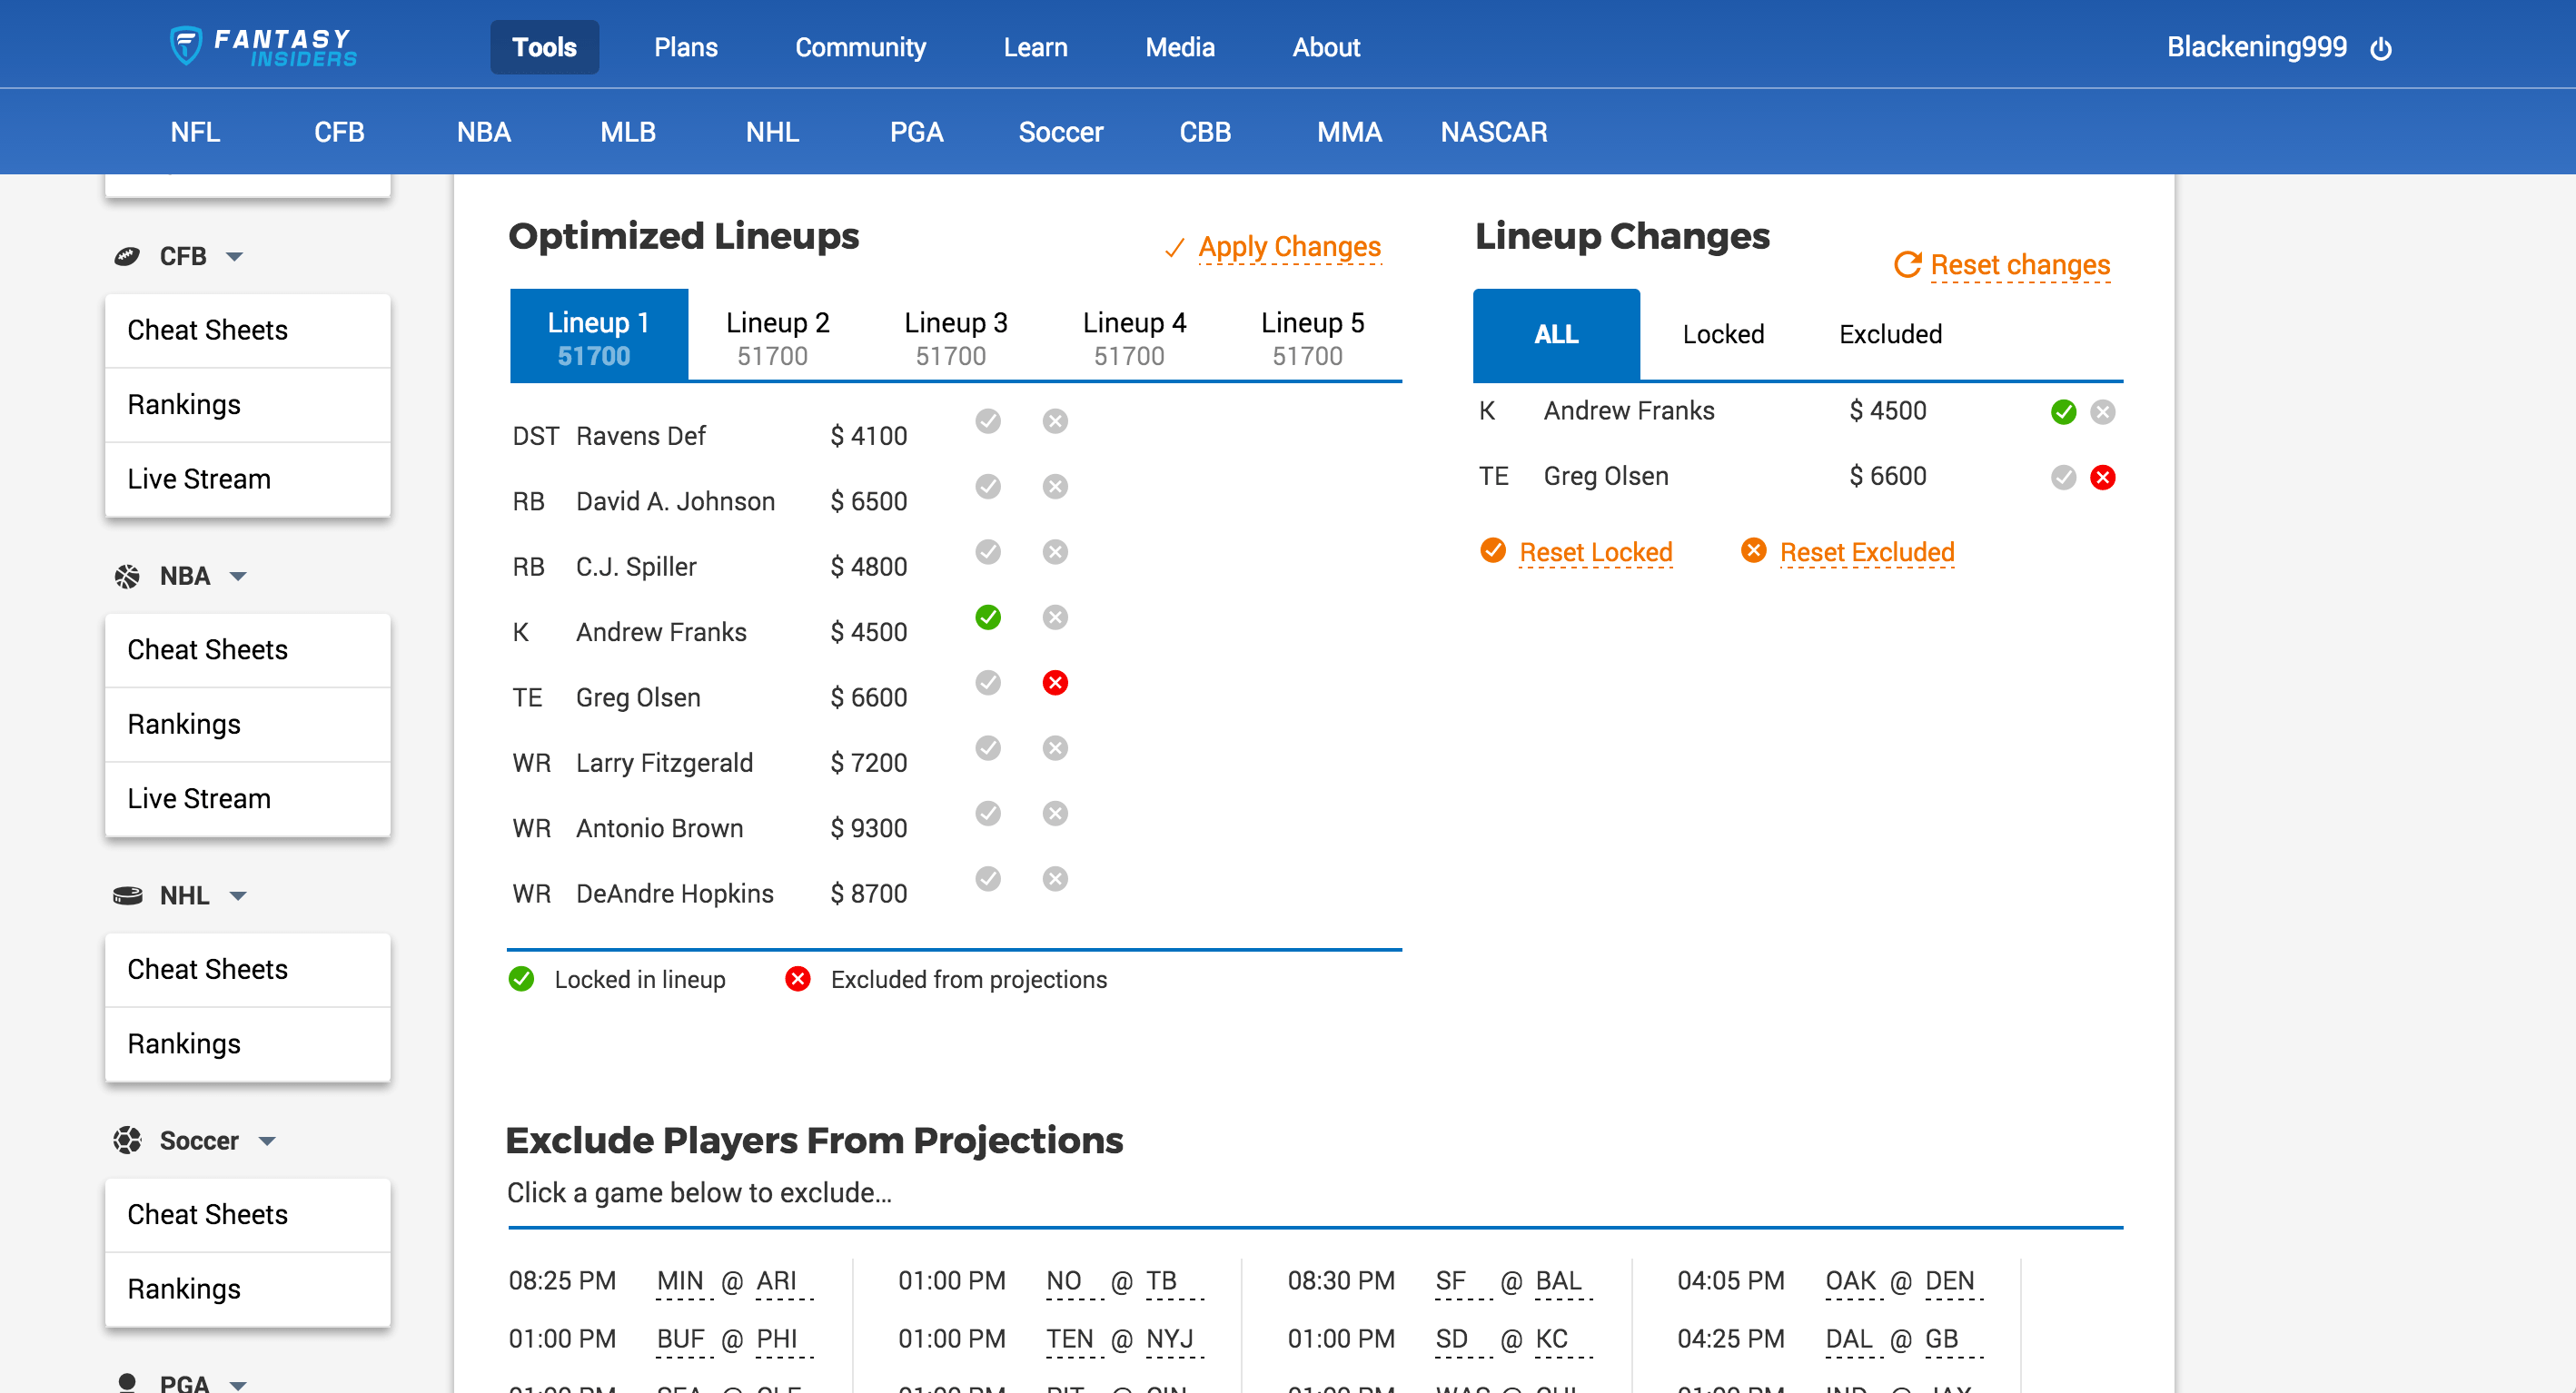 FANTASY INSIDERS
Tools Plans Community Learn Media About
Blackening999
NFL CFB NBA MLB NHL PGA Soccer CBB MMA NASCAR
CFB
Cheat Sheets
Rankings
Live Stream
NBA
Cheat Sheets
Rankings
Live Stream
NHL
Cheat Sheets
Rankings
Soccer
Cheat Sheets
Rankings
PGA
Optimized Lineups
Apply Changes
Lineup 1 Lineup 2 Lineup 3 Lineup 4 Lineup 5
51700 51700 51700 51700 51700
DST Ravens Def $ 4100
RB David A. Johnson $ 6500
RB C.J. Spiller $ 4800
K Andrew Franks $ 4500
TE Greg Olsen $ 6600
WR Larry Fitzgerald $ 7200
WR Antonio Brown $ 9300
WR DeAndre Hopkins $ 8700
Locked in lineup Excluded from projections
Lineup Changes
Reset changes
ALL Locked Excluded
K Andrew Franks $ 4500
TE Greg Olsen $ 6600
Reset Locked Reset Excluded
Exclude Players From Projections
Click a game below to exclude...
08:25 PM MIN @ ARI 01:00 PM NO @ TB 08:30 PM SF @ BAL 04:05 PM OAK @ DEN
01:00 PM BUF @ PHI 01:00 PM TEN @ NYJ 01:00 PM SD @ KC 04:25 PM DAL @ GB